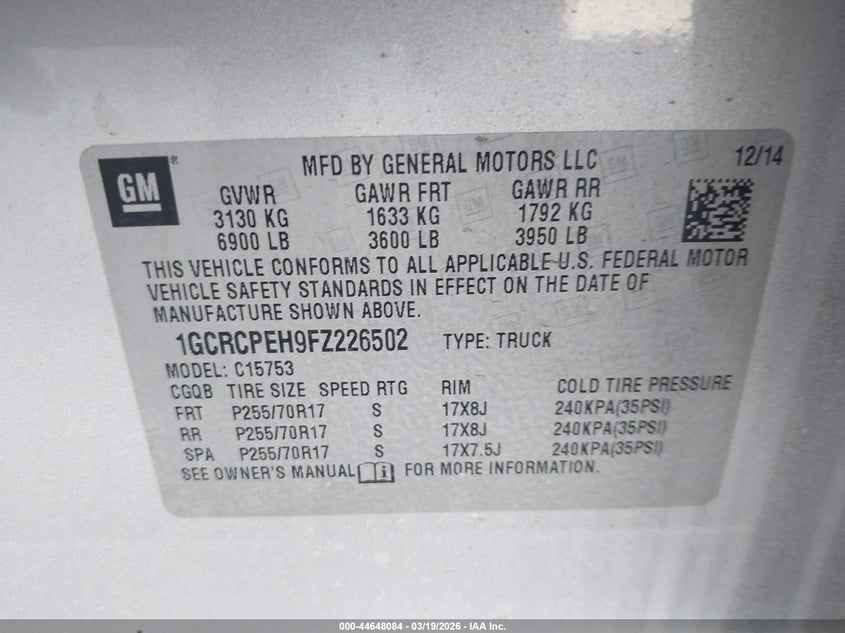 GM ® MFD BY GENERAL MOTORS LLC 12/14
GVWR GAWR FRT GAWR RR
3130 KG 1633 KG 1792 KG
6900 LB 3600 LB 3950 LB
THIS VEHICLE CONFORMS TO ALL APPLICABLE U.S. FEDERAL MOTOR
VEHICLE SAFETY STANDARDS IN EFFECT ON THE DATE OF
MANUFACTURE SHOWN ABOVE.
1GCRCPEH9FZ226502 TYPE: TRUCK
MODEL: C15753
CGQB TIRE SIZE SPEED RTG RIM COLD TIRE PRESSURE
FRT P255/70R17 S 17X8J 240KPA(35PSI)
RR P255/70R17 S 17X8J 240KPA(35PSI)
SPA P255/70R17 S 17X7.5J 240KPA(35PSI)
SEE OWNER'S MANUAL i FOR MORE INFORMATION.
000-44648084 - 03/19/2026 - IAA Inc.